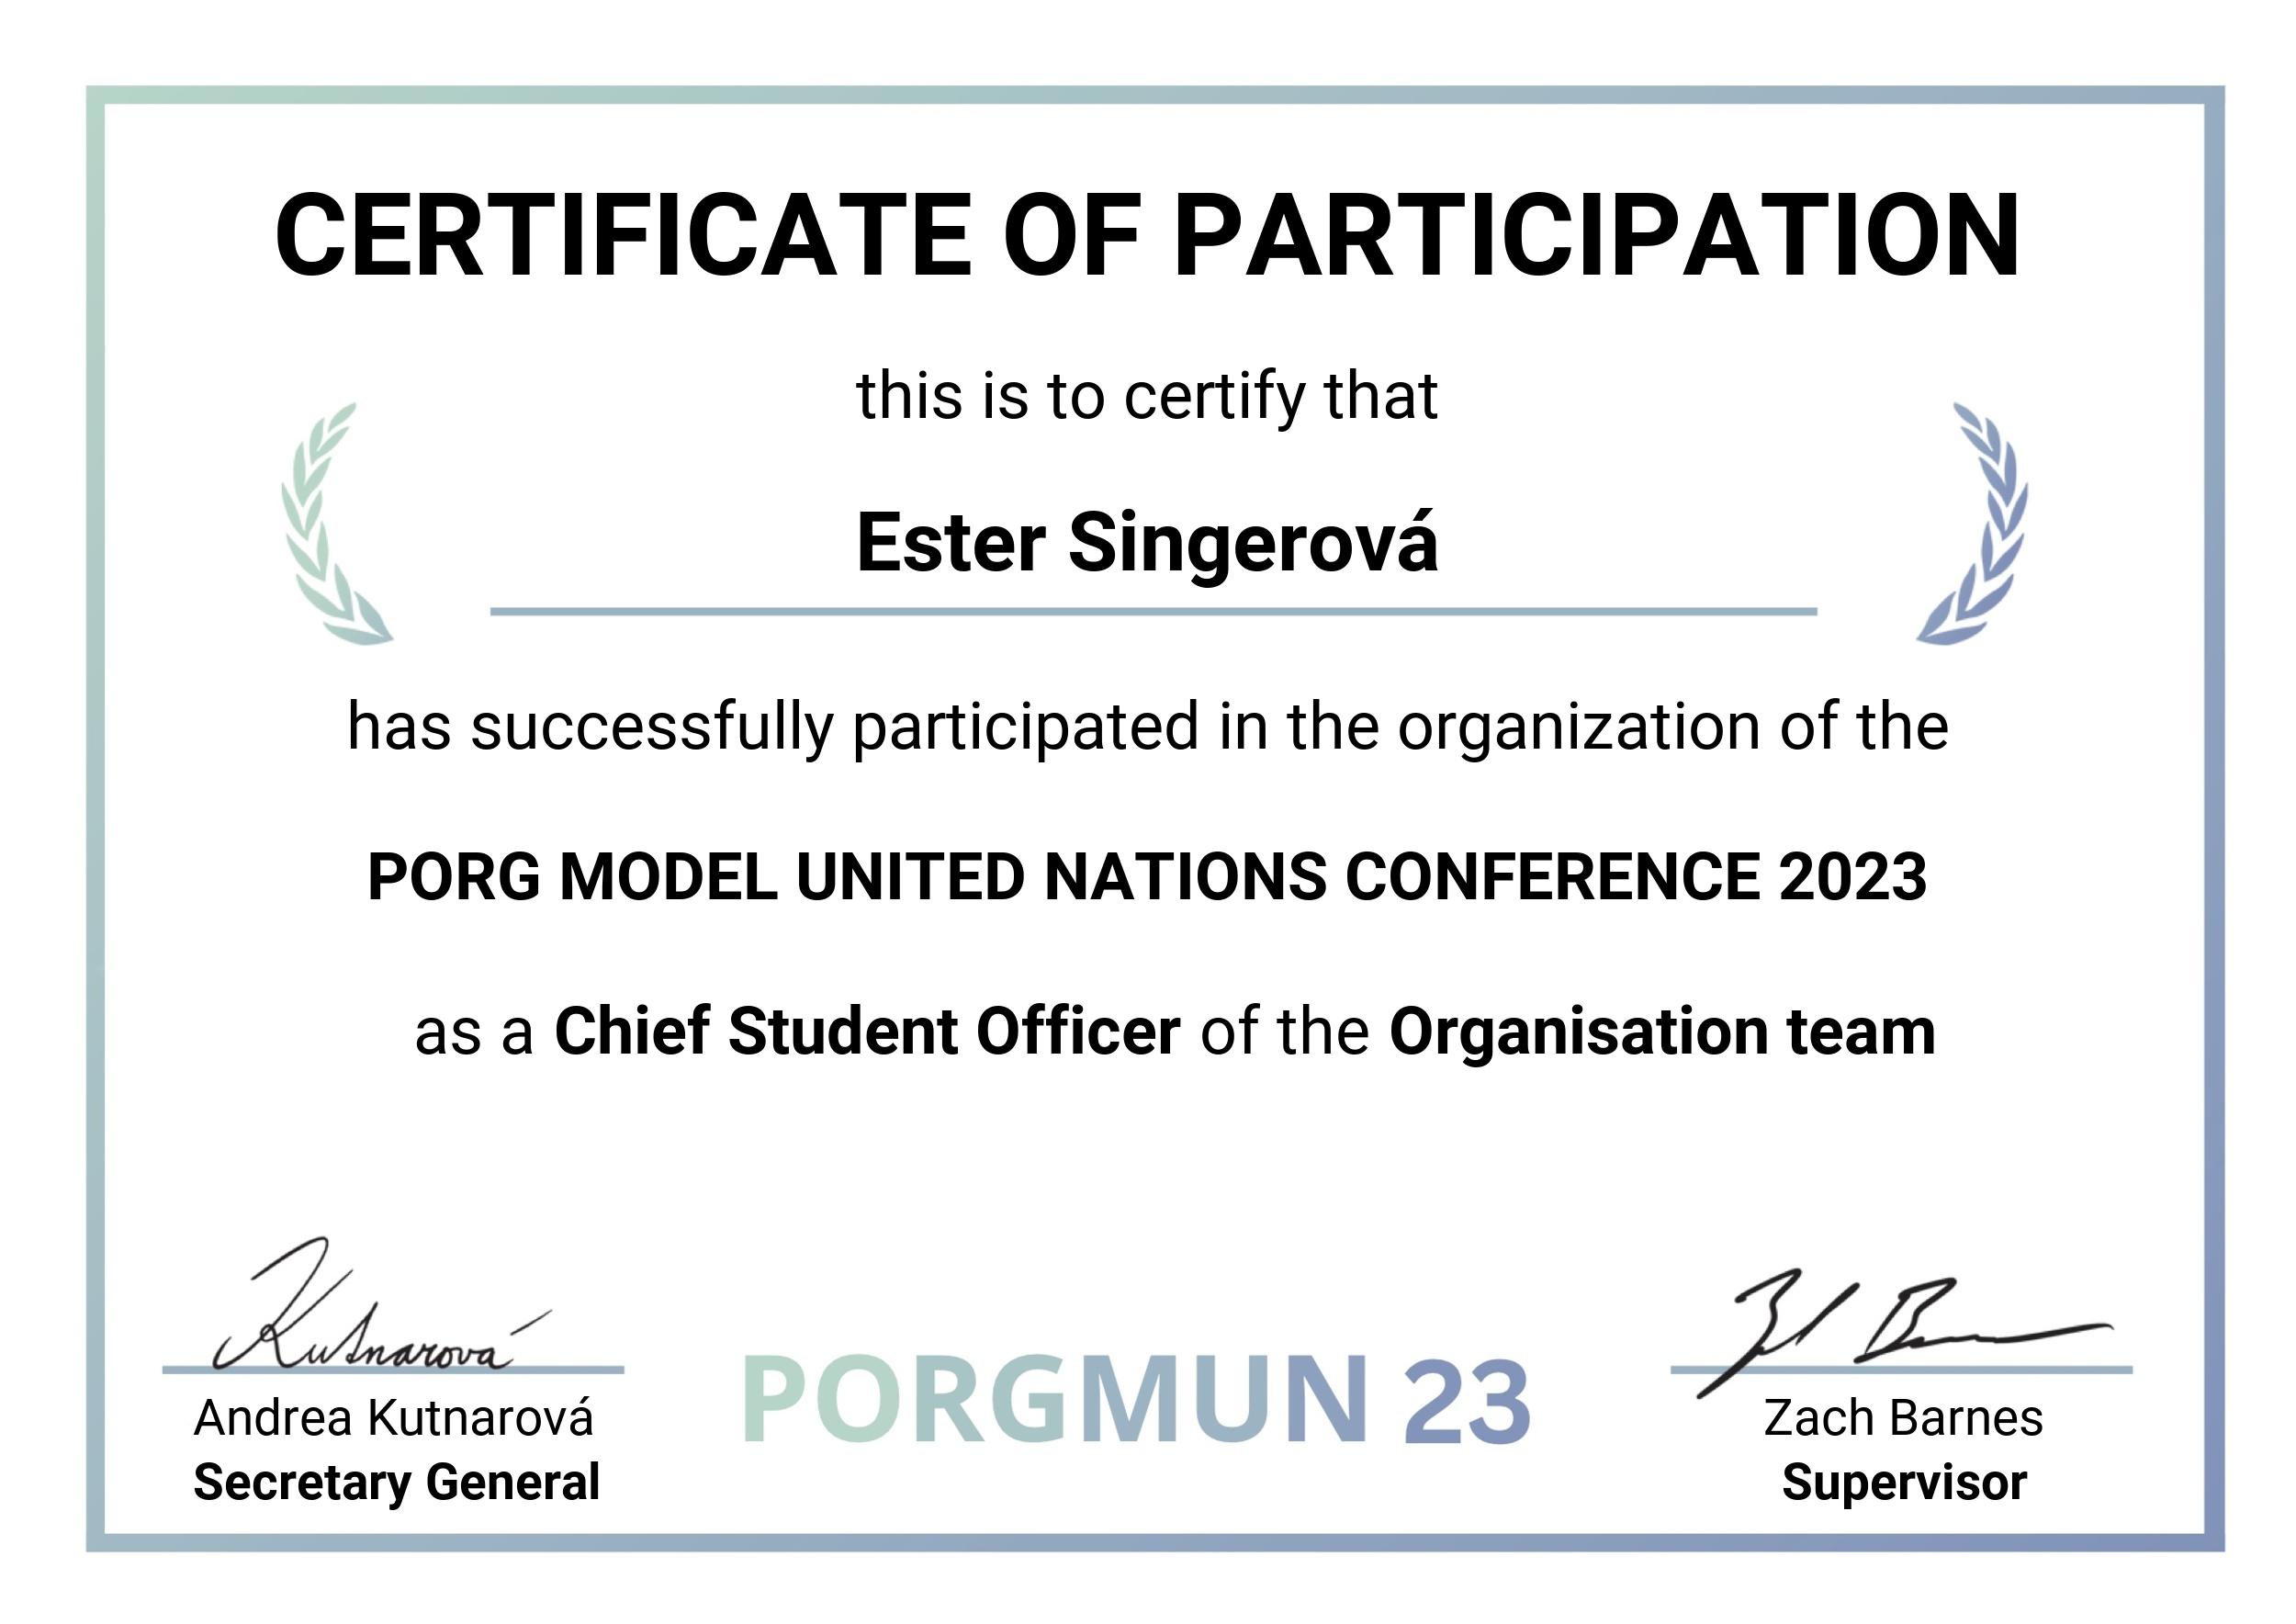 CERTIFICATE OF PARTICIPATION
this is to certify that
Ester Singerová
has successfully participated in the organization of the
PORG MODEL UNITED NATIONS CONFERENCE 2023
as a Chief Student Officer of the Organisation team
Kutnarová
Andrea Kutnarová
Secretary General
PORGMUN 23
Zach Barnes
Supervisor